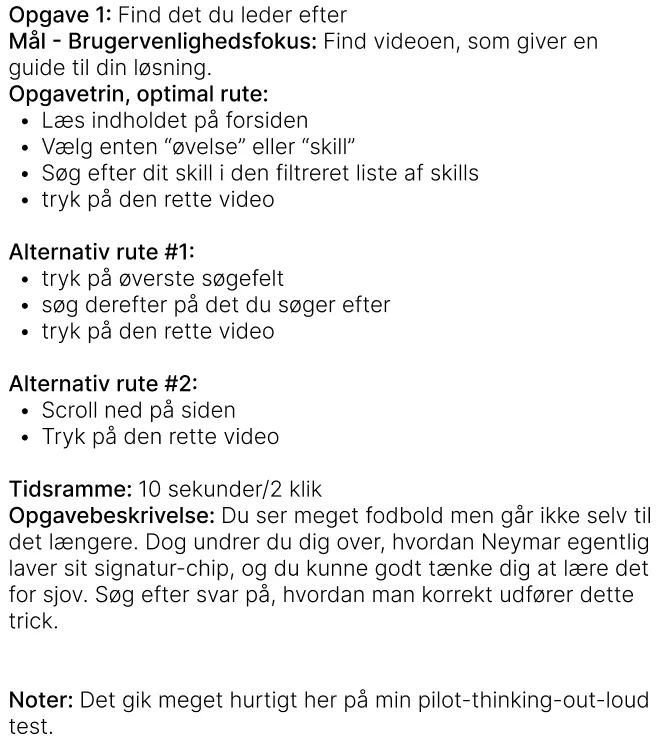 Opgave 1: Find det du leder efter
Mål - Brugervenlighedsfokus: Find videoen, som giver en
guide til din løsning.
Opgavetrin, optimal rute:
• Læs indholdet på forsiden
• Vælg enten “øvelse” eller “skill”
• Søg efter dit skill i den filtreret liste af skills
• tryk på den rette video
Alternativ rute #1:
• tryk på øverste søgefelt
• søg derefter på det du søger efter
• tryk på den rette video
Alternativ rute #2:
• Scroll ned på siden
• Tryk på den rette video
Tidsramme: 10 sekunder/2 klik
Opgavebeskrivelse: Du ser meget fodbold men går ikke selv til
det længere. Dog undrer du dig over, hvordan Neymar egentlig
laver sit signatur-chip, og du kunne godt tænke dig at lære det
for sjov. Søg efter svar på, hvordan man korrekt udfører dette
trick.
Noter: Det gik meget hurtigt her på min pilot-thinking-out-loud
test.